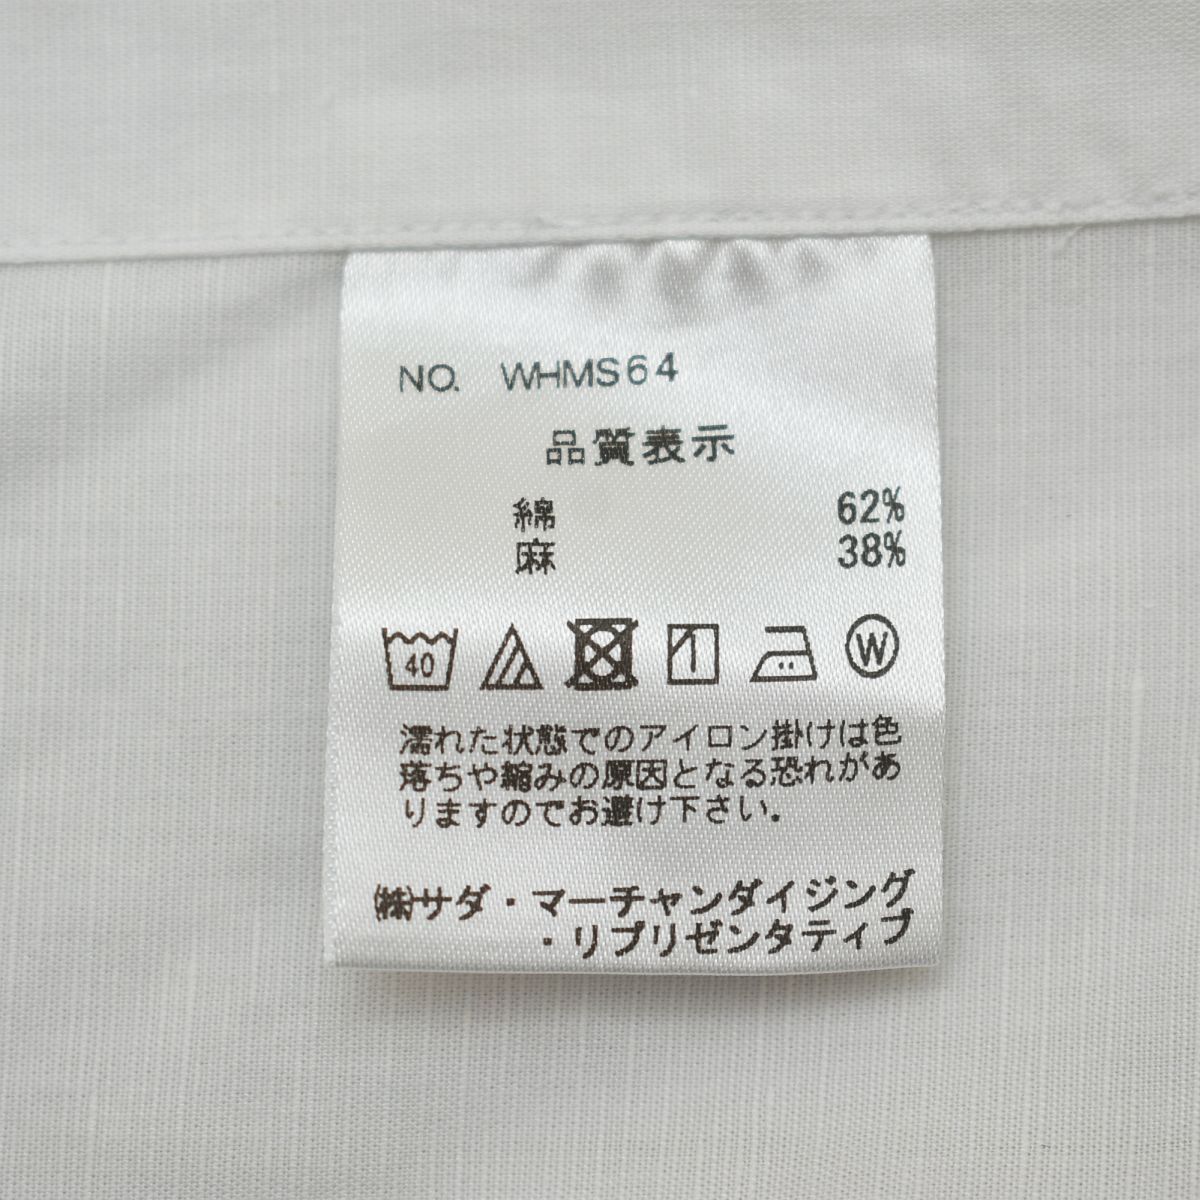 NO. WHMS64
品質表示
綿 62%
麻 38%
40 W
濡れた状態でのアイロン掛けは色
落ちや縮みの原因となる恐れがあ
りますのでお避け下さい。
㈱サダ・マーチャンダイジング
・リプリゼンタティブ